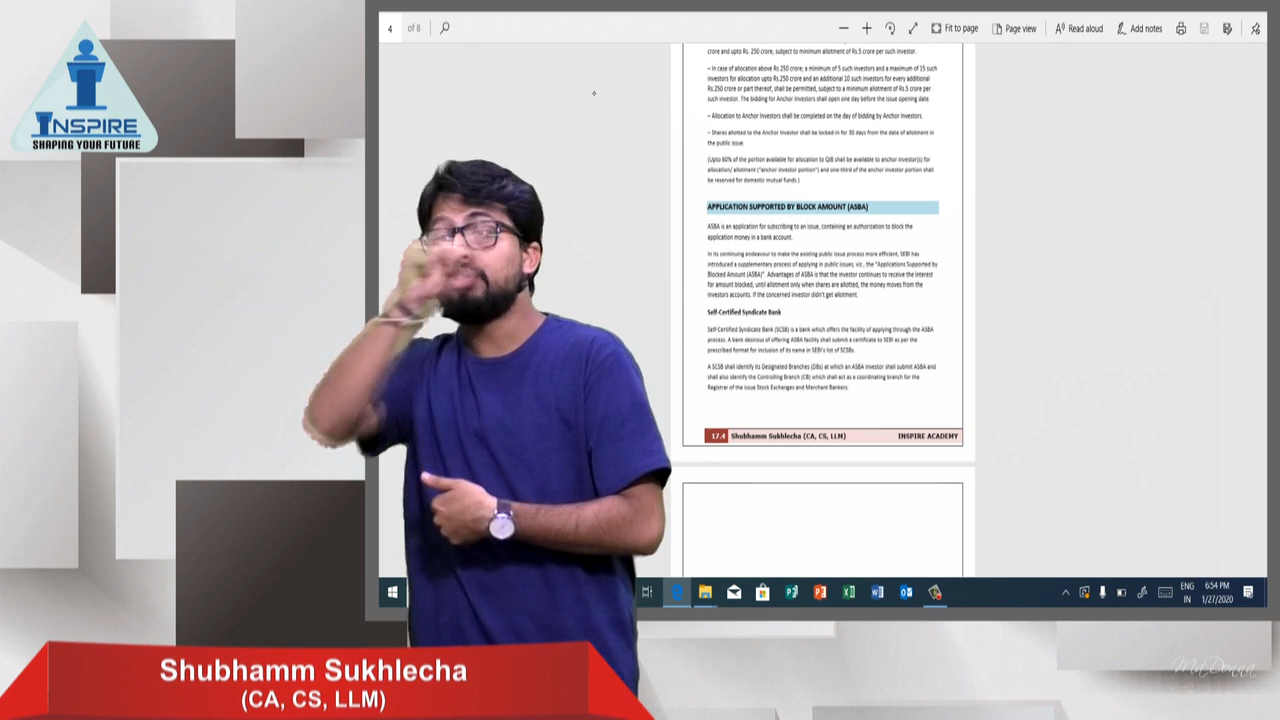 INSPIRE
SHAPING YOUR FUTURE
4 of 8
Fit to page
Page view
Read aloud
Add notes
crore and upto Rs. 250 crore, subject to minimum allotment of Rs.5 crore per such investor.
– In case of allocation above Rs.250 crore; a minimum of 5 such investors and a maximum of 15 such
investors for allocation upto Rs.250 crore and an additional 10 such investors for every additional
Rs.250 crore or part thereof, shall be permitted, subject to a minimum allotment of Rs.5 crore per
such investor. The bidding for Anchor Investors shall open one day before the issue opening date.
– Allocation to Anchor Investors shall be completed on the day of bidding by Anchor Investors.
– Shares allotted to the Anchor Investor shall be locked-in for 30 days from the date of allotment in
the public issue.
(Upto 60% of the portion available for allocation to QIB shall be available to anchor investor(s) for
allocation/ allotment ("anchor investor portion") and one-third of the anchor investor portion shall
be reserved for domestic mutual funds.)
APPLICATION SUPPORTED BY BLOCK AMOUNT (ASBA)
ASBA is an application for subscribing to an issue, containing an authorization to block the
application money in a bank account.
In its continuing endeavour to make the existing public issue process more efficient, SEBI has
introduced a supplementary process of applying in public issues, viz., the "Applications Supported by
Blocked Amount (ASBA)". Advantages of ASBA is that the investor continues to receive the interest
for amount blocked, until allotment only when shares are allotted, the money moves from the
investors accounts. If the concerned investor didn't get allotment.
Self-Certified Syndicate Bank
Self-Certified Syndicate Bank (SCSB) is a bank which offers the facility of applying through the ASBA
process. A bank desirous of offering ASBA facility shall submit a certificate to SEBI as per the
prescribed format for inclusion of its name in SEBI's list of SCSBs.
A SCSB shall identify its Designated Branches (DBs) at which an ASBA investor shall submit ASBA and
shall also identify the Controlling Branch (CB) which shall act as a coordinating branch for the
Registrar of the Issue Stock Exchanges and Merchant Bankers.
17.4 Shubhamm Sukhlecha (CA, CS, LLM) INSPIRE ACADEMY
ENG
IN
6:54 PM
1/27/2020
Shubhamm Sukhlecha
(CA, CS, LLM)